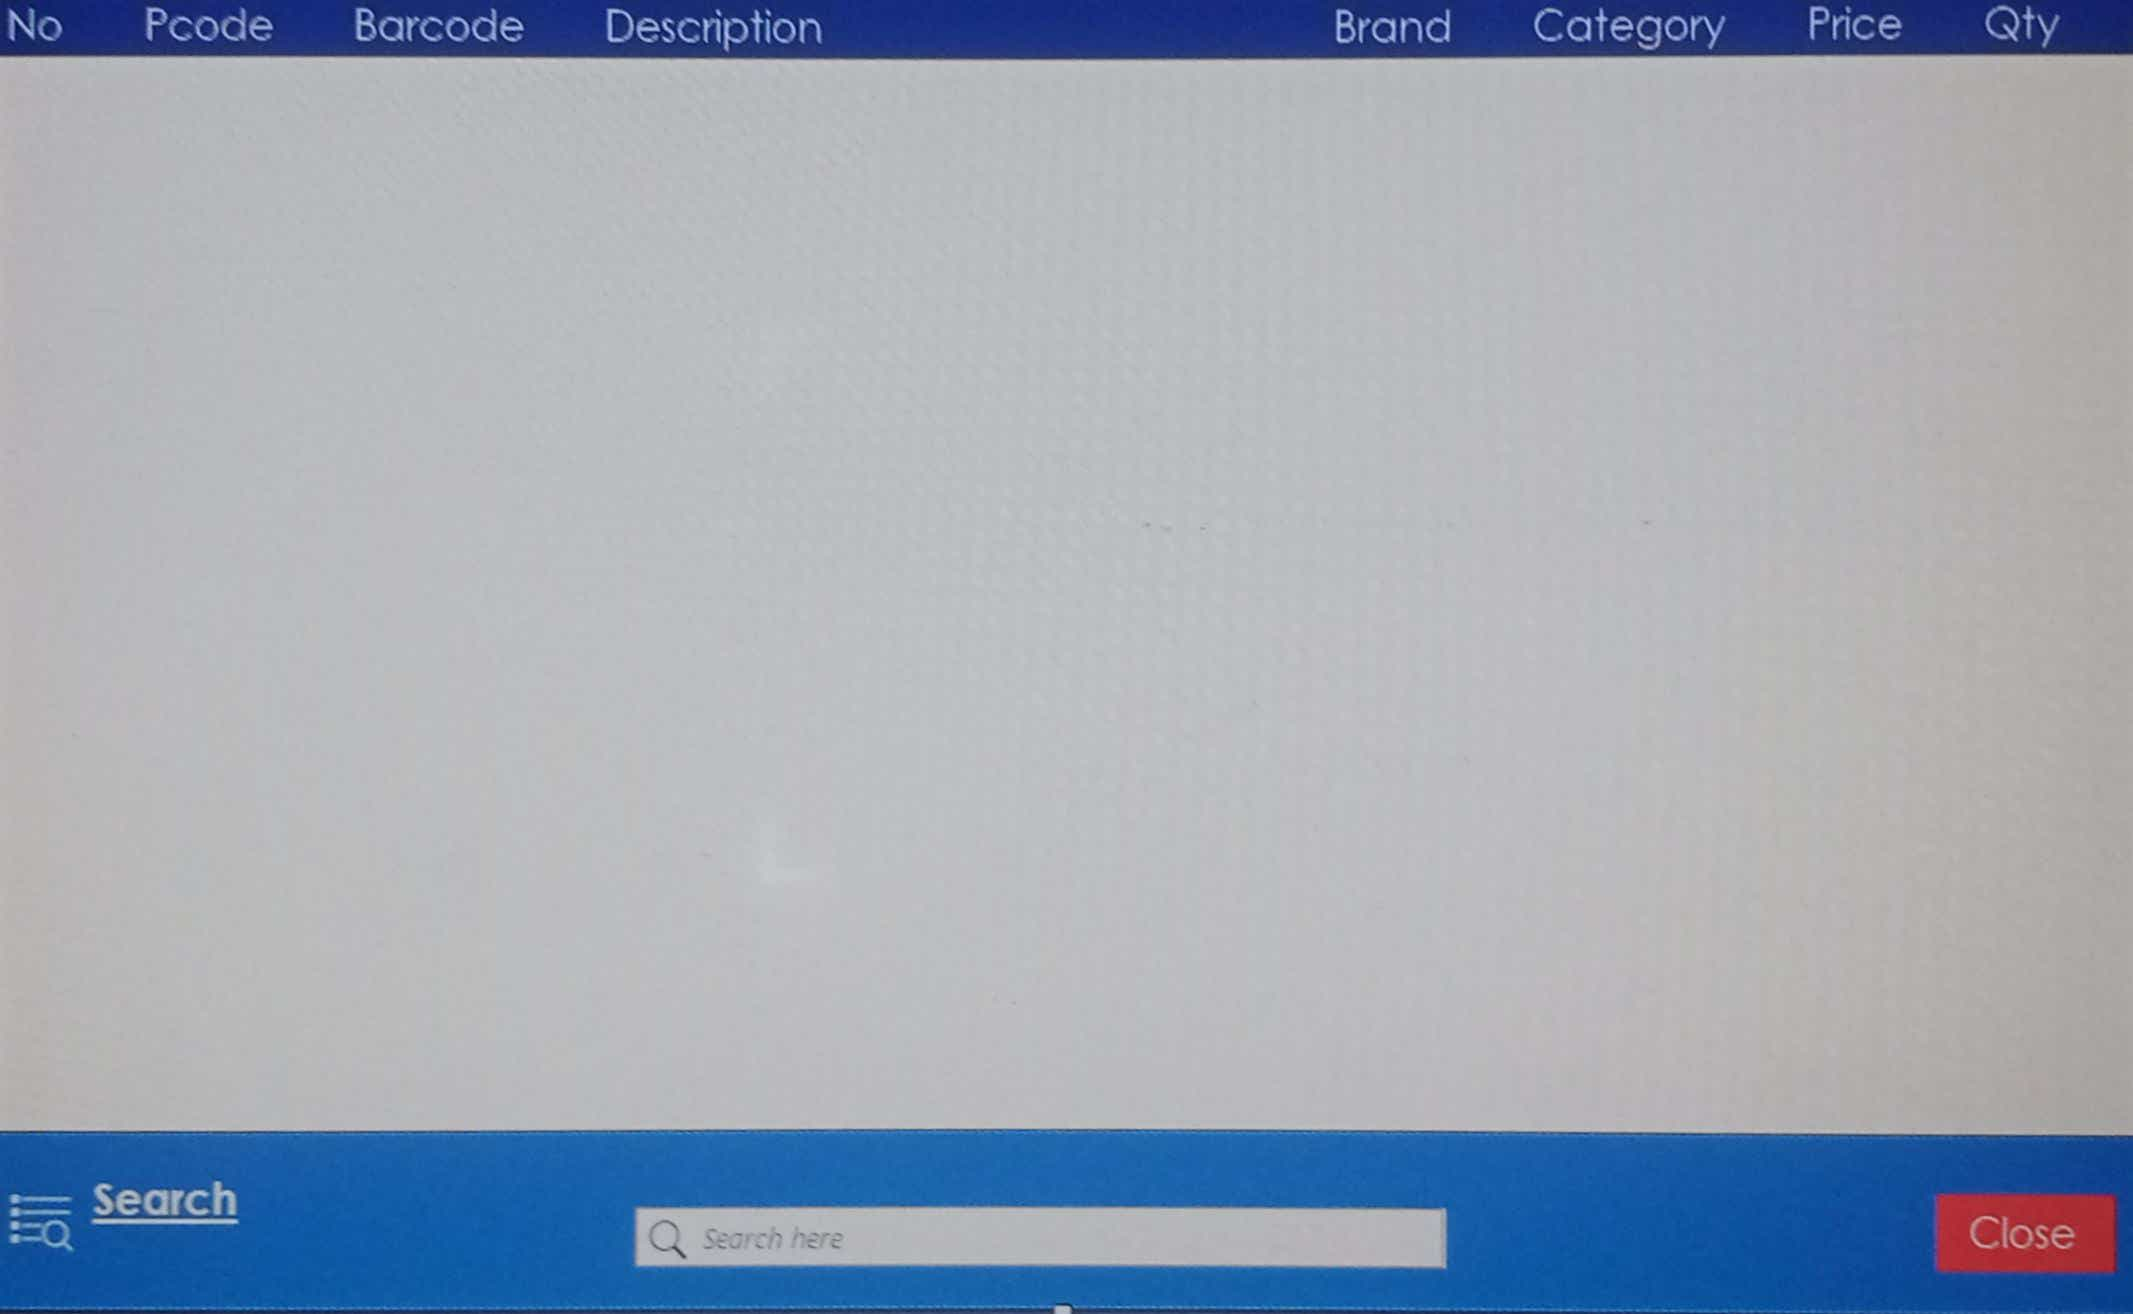 No Pcode Barcode Description Brand Category Price Qty
Search
Search here
Close